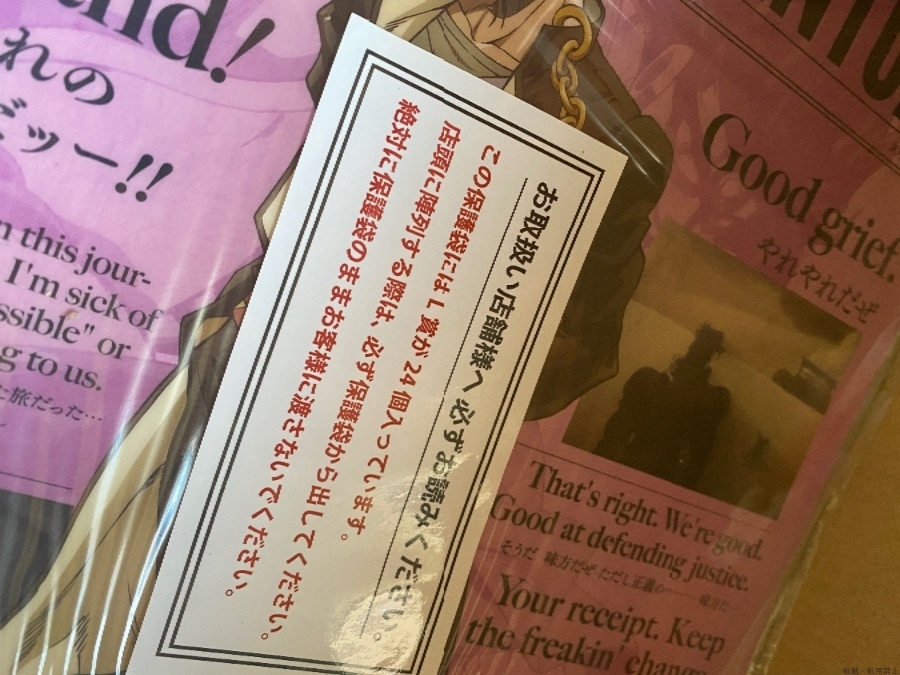 nd!
れの
ギッー!!
n this jour-
I'm sick of
ssible" or
g to us.
た旅だった…
お取扱い店舗様へ 必ずお読みください。
この保護袋にはL賞が24個入っています。
店頭に陳列する際は、必ず保護袋から出してください。
絶対に保護袋のままお客様に渡さないでください。
Good grief.
やれやれだぜ
That's right. We're good.
Good at defending justice.
そうだ 味方だぜ ただし正義の
Your receipt. Keep
the freakin' change
転載・転用禁止